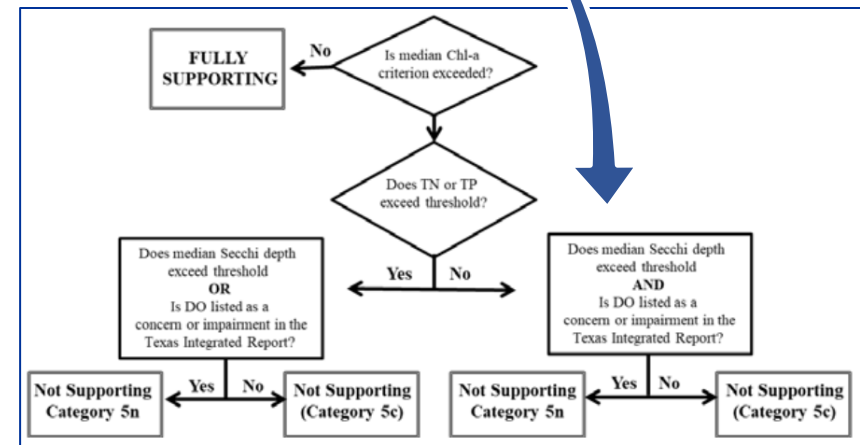 FULLY
SUPPORTING
No
Is median Chl-a
criterion exceeded?
Does TN or TP
exceed threshold?
Yes
No
Does median Secchi depth
exceed threshold
OR
Is DO listed as a
concern or impairment in the
Texas Integrated Report?
Does median Secchi depth
exceed threshold
AND
Is DO listed as a
concern or impairment in the
Texas Integrated Report?
Not Supporting
Category 5n
Yes
No
Not Supporting
(Category 5c)
Not Supporting
Category 5n
Yes
No
Not Supporting
(Category 5c)